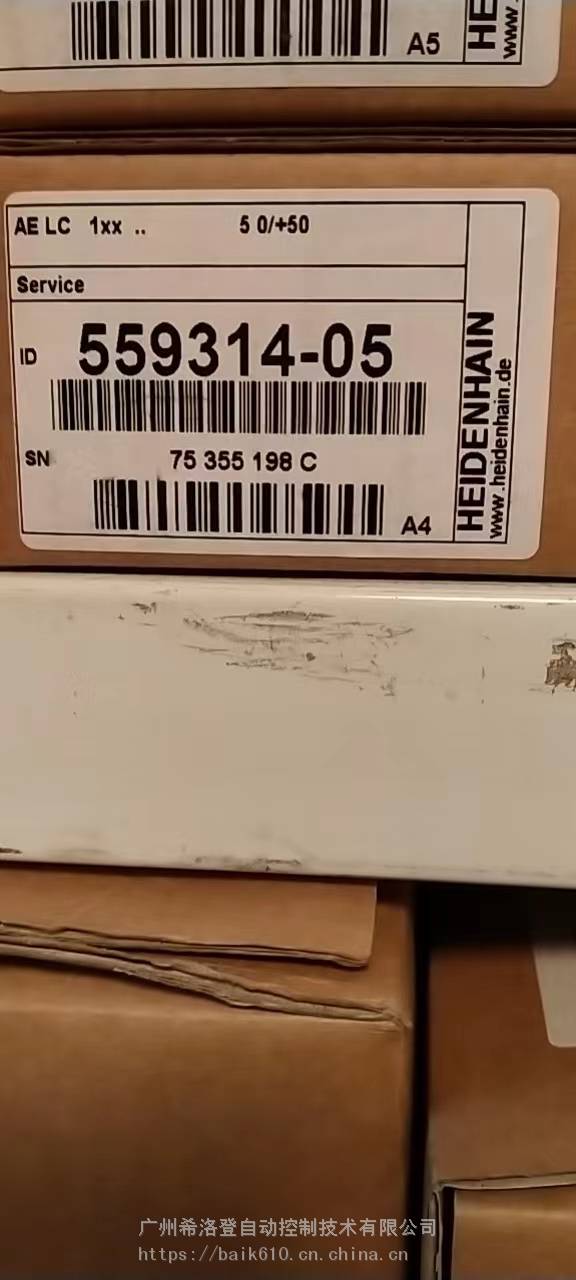 A5
HE
www.
AE LC 1xx .. 5 0/+50
Service
ID 559314-05
SN 75 355 198 C
A4
HEIDENHAIN
www.heidenhain.de
广州希洛登自动控制技术有限公司
https://baik610.cn.china.cn